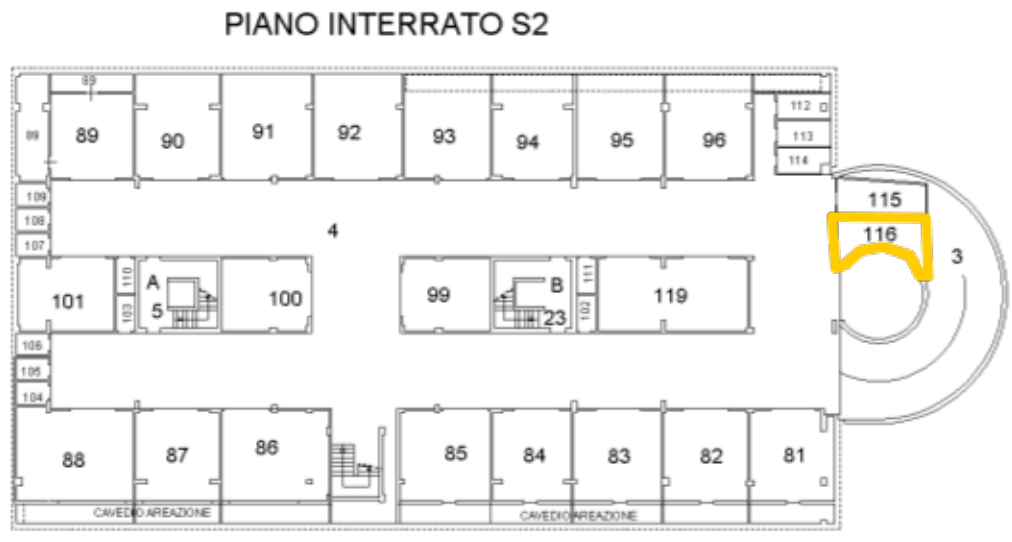 PIANO INTERRATO S2
89
89 89 90 91 92 93 94 95 96 112
113
114
109
108
107
4
115
116
3
101 110 103 A 5 100 99 B 23 111 102 119
106
105
104
88 87 86 85 84 83 82 81
CAVEDIO AREAZIONE CAVEDIO AREAZIONE